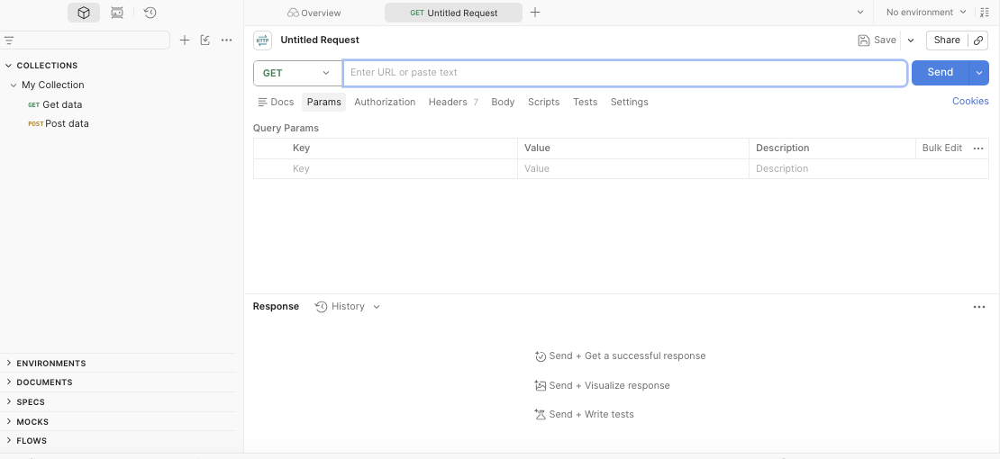 Overview
GET Untitled Request
No environment
HTTP
Untitled Request
Save
Share
COLLECTIONS
My Collection
GET Get data
POST Post data
GET
Enter URL or paste text
Send
Docs Params Authorization Headers 7 Body Scripts Tests Settings
Cookies
Query Params
Key Value Description Bulk Edit
Key Value Description
Response History
Send + Get a successful response
Send + Visualize response
Send + Write tests
ENVIRONMENTS
DOCUMENTS
SPECS
MOCKS
FLOWS